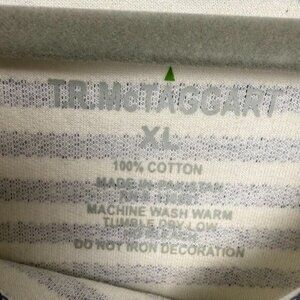 T.R. McTAGGART
XL
100% COTTON
MADE IN PAKISTAN
MACHINE WASH WARM
TUMBLE DRY LOW
DO NOT IRON DECORATION